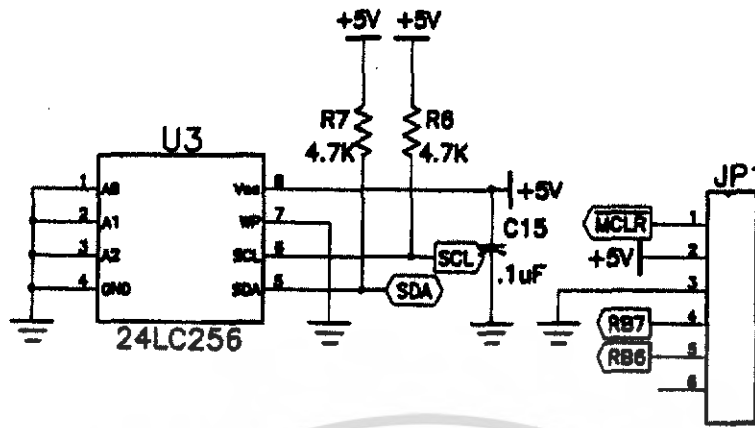 +5V +5V
R7
4.7K
R6
4.7K
U3
1 A0
2 A1
3 A2
4 GND
Vcc 8
WP 7
SCL 6
SDA 5
24LC256
+5V
C15
.1uF
SCL
SDA
JP1
MCLR 1
+5V 2
3
RB7 4
RB6 5
6